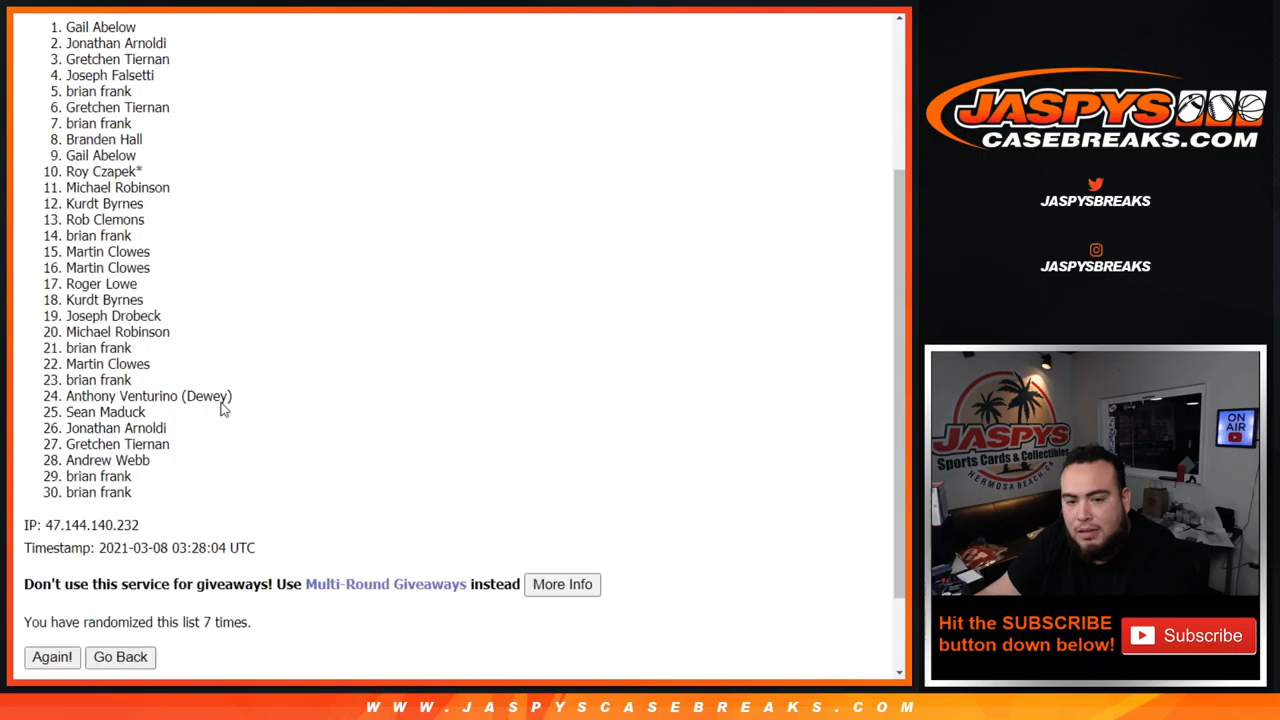 1. Gail Abelow
2. Jonathan Arnoldi
3. Gretchen Tiernan
4. Joseph Falsetti
5. brian frank
6. Gretchen Tiernan
7. brian frank
8. Branden Hall
9. Gail Abelow
10. Roy Czapek*
11. Michael Robinson
12. Kurdt Byrnes
13. Rob Clemons
14. brian frank
15. Martin Clowes
16. Martin Clowes
17. Roger Lowe
18. Kurdt Byrnes
19. Joseph Drobeck
20. Michael Robinson
21. brian frank
22. Martin Clowes
23. brian frank
24. Anthony Venturino (Dewey)
25. Sean Maduck
26. Jonathan Arnoldi
27. Gretchen Tiernan
28. Andrew Webb
29. brian frank
30. brian frank
IP: 47.144.140.232
Timestamp: 2021-03-08 03:28:04 UTC
Don't use this service for giveaways! Use Multi-Round Giveaways instead More Info
You have randomized this list 7 times.
Again! Go Back
JASPYS
CASEBREAKS.COM
JASPYSBREAKS
JASPYSBREAKS
JASPYS
Sports Cards & Collectibles
HERMOSA BEACH, CA
ON
AIR
Hit the SUBSCRIBE
button down below!
Subscribe
WWW.JASPYSCASEBREAKS.COM